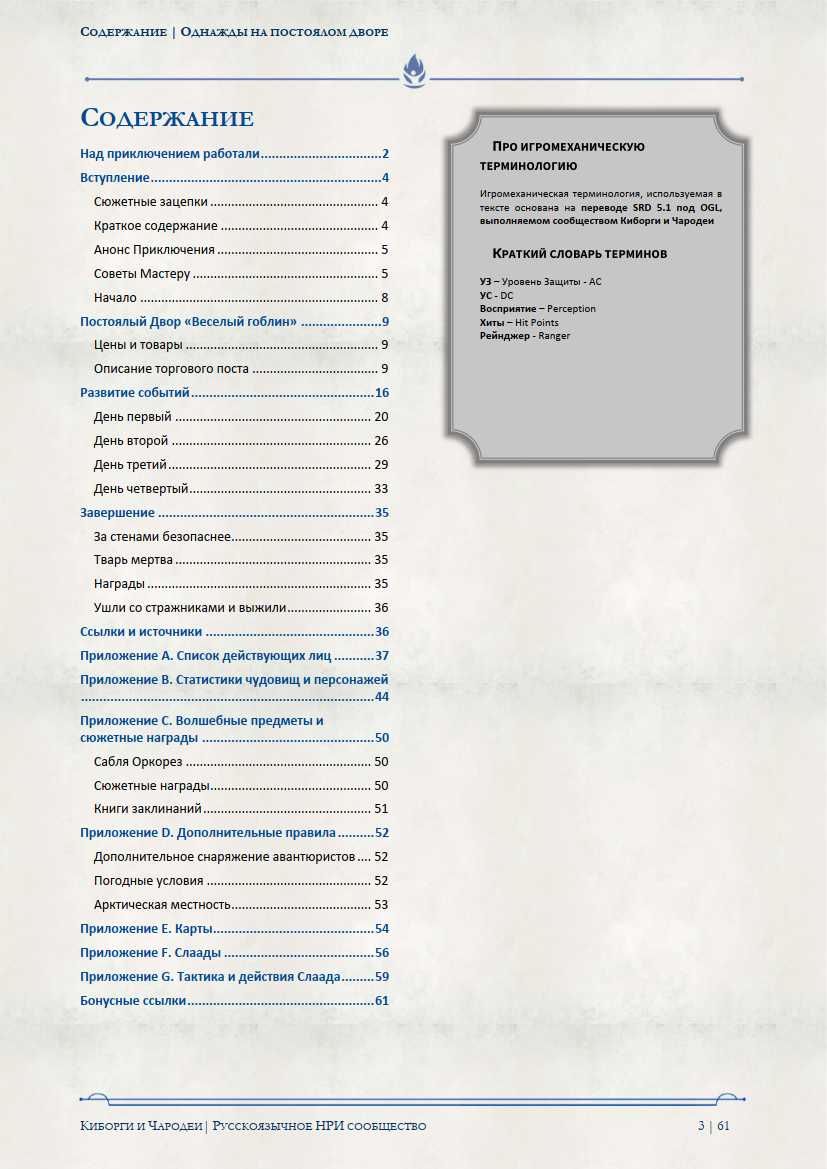 Содержание | Однажды на постоялом дворе
Содержание
Над приключением работали.................................2
Вступление...............................................................4
Сюжетные зацепки ............................................ 4
Краткое содержание ......................................... 4
Анонс Приключения.......................................... 5
Советы Мастеру ................................................. 5
Начало ............................................................... 8
Постоялый Двор «Веселый гоблин» ......................9
Цены и товары ................................................... 9
Описание торгового поста ................................ 9
Развитие событий..................................................16
День первый ..................................................... 20
День второй ...................................................... 26
День третий....................................................... 29
День четвертый................................................. 33
Завершение ...........................................................35
За стенами безопаснее...................................... 35
Тварь мертва ..................................................... 35
Награды ............................................................ 35
Ушли со стражниками и выжили....................... 36
Ссылки и источники ..............................................36
Приложение A. Список действующих лиц ...........37
Приложение B. Статистики чудовищ и персонажей
................................................................................44
Приложение C. Волшебные предметы и
сюжетные награды ...............................................50
Сабля Оркорез ................................................... 50
Сюжетные награды............................................ 50
Книги заклинаний.............................................. 51
Приложение D. Дополнительные правила ..........52
Дополнительное снаряжение авантюристов .... 52
Погодные условия ............................................. 52
Арктическая местность...................................... 53
Приложение E. Карты............................................54
Приложение F. Слаады .........................................56
Приложение G. Тактика и действия Слаада.........59
Бонусные ссылки...................................................61
Про игромеханическую
терминологию
Игромеханическая терминология, используемая в
тексте основана на переводе SRD 5.1 под OGL,
выполняемом сообществом Киборги и Чародеи
Краткий словарь терминов
УЗ – Уровень Защиты - AC
УС - DC
Восприятие – Perception
Хиты – Hit Points
Рейнджер - Ranger
Киборги и Чародеи| Русскоязычное НРИ сообщество
3 | 61